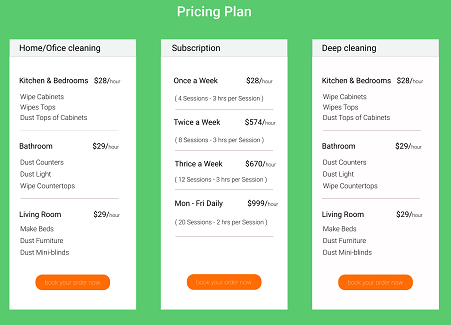 Pricing Plan
Home/Ofice cleaning
Kitchen & Bedrooms $28/hour
Wipe Cabinets
Wipes Tops
Dust Tops of Cabinets
Bathroom $29/hour
Dust Counters
Dust Light
Wipe Countertops
Living Room $29/hour
Make Beds
Dust Furniture
Dust Mini-blinds
book your order now
Subscription
Once a Week $28/hour
( 4 Sessions - 3 hrs per Session )
Twice a Week $574/hour
( 8 Sessions - 3 hrs per Session )
Thrice a Week $670/hour
( 12 Sessions - 3 hrs per Session )
Mon - Fri Daily $999/hour
( 20 Sessions - 2 hrs per Session )
book your order now
Deep cleaning
Kitchen & Bedrooms $28/hour
Wipe Cabinets
Wipes Tops
Dust Tops of Cabinets
Bathroom $29/hour
Dust Counters
Dust Light
Wipe Countertops
Living Room $29/hour
Make Beds
Dust Furniture
Dust Mini-blinds
book your order now